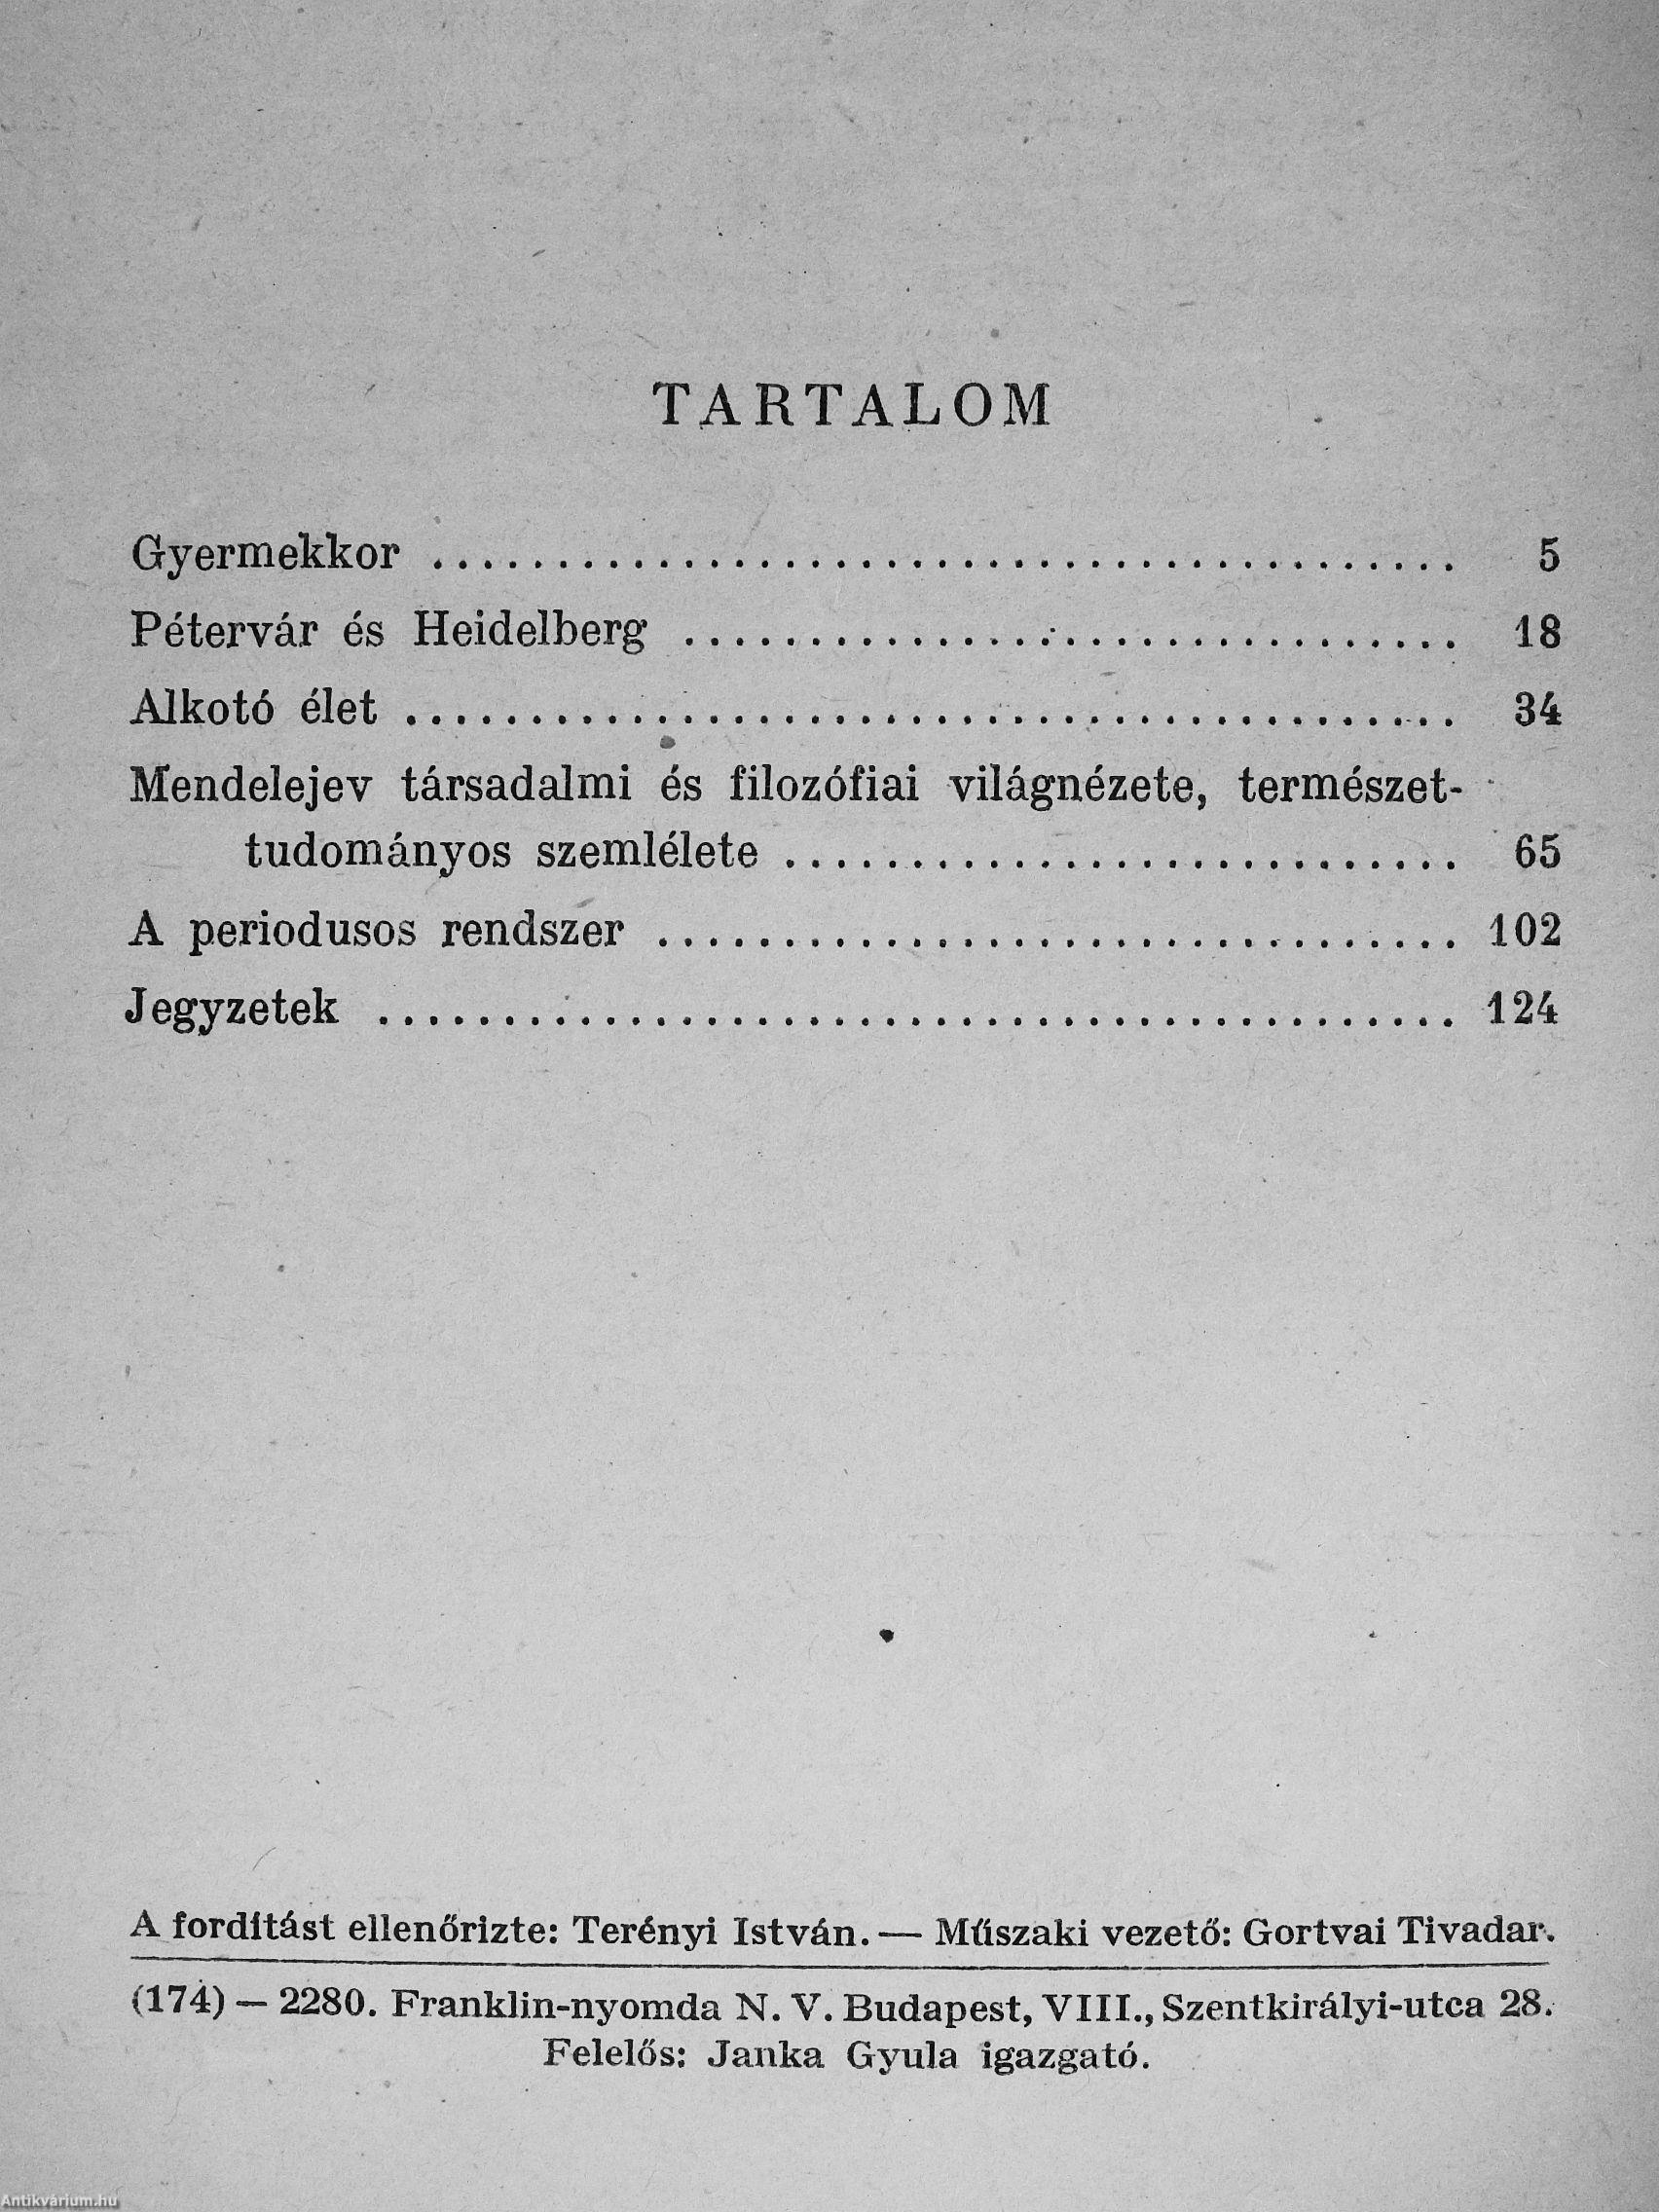 TARTALOM
Gyermekkor ........................................ 5
Pétervár és Heidelberg ............................... 18
Alkotó élet .......................................... 34
Mendelejev társadalmi és filozófiai világnézete, természet-
tudományos szemlélete ........................... 65
A periodusos rendszer ................................ 102
Jegyzetek ........................................... 124
A fordítást ellenőrizte: Terényi István. — Műszaki vezető: Gortvai Tivadar.
(174) — 2280. Franklin-nyomda N. V. Budapest, VIII., Szentkirályi-utca 28.
Felelős: Janka Gyula igazgató.
Antikvárium.hu